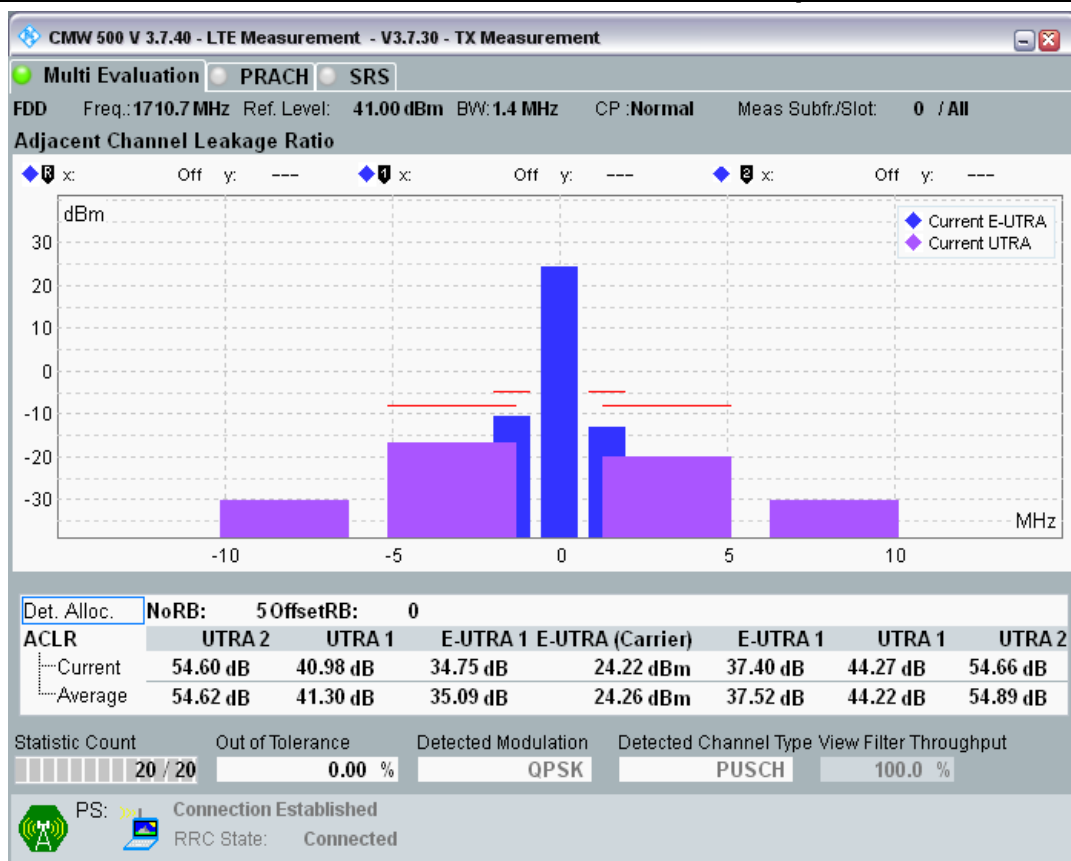 CMW 500 V 3.7.40 - LTE Measurement - V3.7.30 - TX Measurement
Multi Evaluation PRACH SRS
FDD Freq.: 1710.7 MHz Ref. Level: 41.00 dBm BW: 1.4 MHz CP :Normal Meas Subfr./Slot: 0 / All
Adjacent Channel Leakage Ratio
R x: Off y: --- 1 x: Off y: --- 2 x: Off y: ---
dBm
Current E-UTRA
Current UTRA
30
20
10
0
-10
-20
-30
MHz
-10 -5 0 5 10
Det. Alloc. NoRB: 5 OffsetRB: 0
ACLR UTRA 2 UTRA 1 E-UTRA 1 E-UTRA (Carrier) E-UTRA 1 UTRA 1 UTRA 2
Current 54.60 dB 40.98 dB 34.75 dB 24.22 dBm 37.40 dB 44.27 dB 54.66 dB
Average 54.62 dB 41.30 dB 35.09 dB 24.26 dBm 37.52 dB 44.22 dB 54.89 dB
Statistic Count Out of Tolerance Detected Modulation Detected Channel Type View Filter Throughput
20 / 20 0.00 % QPSK PUSCH 100.0 %
PS: Connection Established
RRC State: Connected